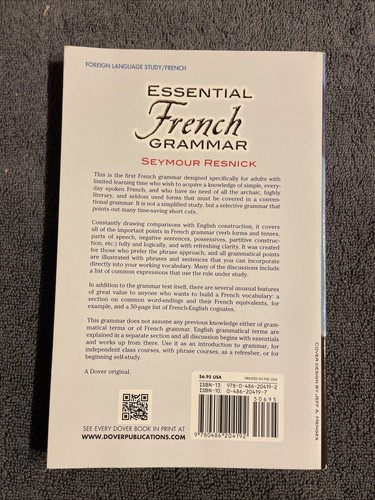 FOREIGN LANGUAGE STUDY/FRENCH
ESSENTIAL
French
GRAMMAR
SEYMOUR RESNICK
This is the first French grammar designed specifically for adults with
limited learning time who wish to acquire a knowledge of simple, every-
day spoken French, and who have no need of all the archaic, highly
literary, and seldom used forms that must be covered in a conven-
tional grammar. It is not a simplified study, but a selective grammar that
points out many time-saving short cuts.
Constantly drawing comparisons with English construction, it covers
all of the important points in French grammar (verb forms and tenses,
parts of speech, negative sentences, possessives, partitive construc-
tion, etc.) fully and logically, and with refreshing clarity. It was created
for those who prefer the phrase approach, and all grammatical points
are illustrated with phrases and sentences that you can incorporate
directly into your working vocabulary. Many of the discussions include
a list of common expressions that use the rule under study.
In addition to the grammar text itself, there are several unusual features
of great value to anyone who wants to build a French vocabulary: a
section on common word-endings and their French equivalents, for
example, and a 50-page list of French-English cognates.
This grammar does not assume any previous knowledge either of gram-
matical terms or of French grammar. English grammatical terms are
explained in a separate section and all discussion begins with essentials
and works up from there. Use it as an introduction to grammar, for
independent class courses, with phrase courses, as a refresher, or for
beginning self-study.
A Dover original.
$6.95 USA
PRINTED IN THE USA
ISBN-13: 978-0-486-20419-2
ISBN-10: 0-486-20419-7
50695
9 780486 204192
SEE EVERY DOVER BOOK IN PRINT AT
WWW.DOVERPUBLICATIONS.COM
COVER DESIGN BY JEFF A. MENGES